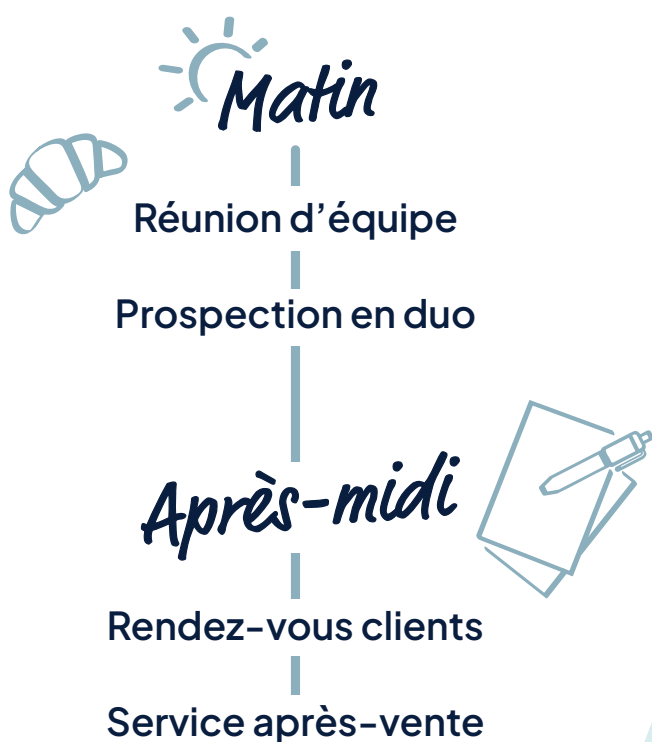 Matin
Réunion d’équipe
Prospection en duo
Après-midi
Rendez-vous clients
Service après-vente